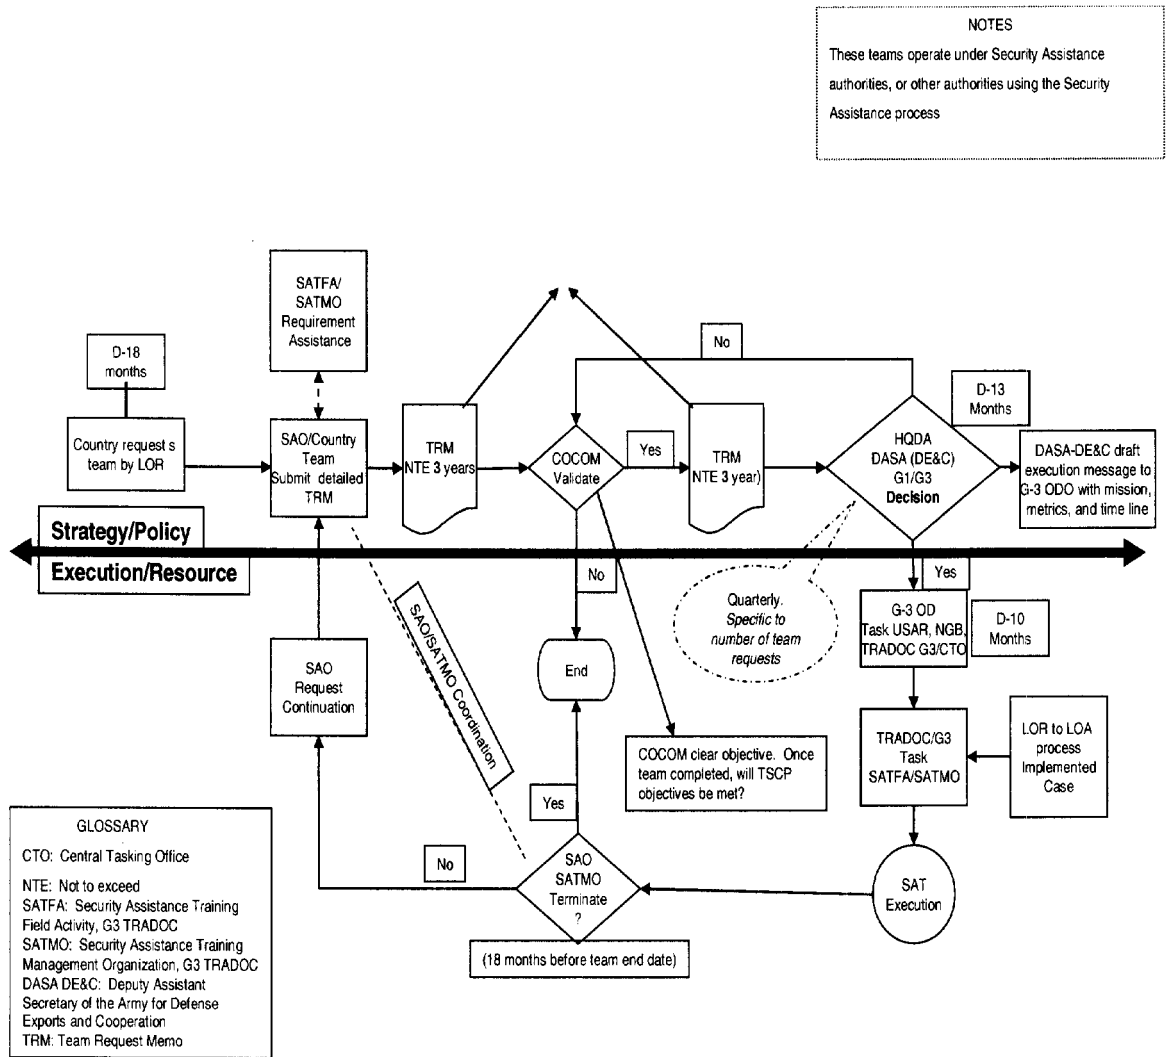 NOTES
These teams operate under Security Assistance
authorities, or other authorities using the Security
Assistance process
SATFA/
SATMO
Requirement
Assistance
D-18
months
No
D-13
Months
Country request s
team by LOR
SAO/Country
Team
Submit detailed
TRM
TRM
NTE 3 years
COCOM
Validate
Yes
TRM
NTE 3 year)
HQDA
DASA (DE&C)
G1/G3
Decision
DASA-DE&C draft
execution message to
G-3 ODO with mission,
metrics, and time line
Strategy/Policy
Execution/Resource
No
Yes
Quarterly.
Specific to
number of team
requests
G-3 OD
Task USAR, NGB,
TRADOC G3/CTO
D-10
Months
SAO
Request
Continuation
SAO/SATMO Coordination
End
TRADOC/G3
Task
SATFA/SATMO
LOR to LOA
process
Implemented
Case
COCOM clear objective. Once
team completed, will TSCP
objectives be met?
Yes
No
SAO
SATMO
Terminate
?
SAT
Execution
(18 months before team end date)
GLOSSARY
CTO: Central Tasking Office
NTE: Not to exceed
SATFA: Security Assistance Training
Field Activity, G3 TRADOC
SATMO: Security Assistance Training
Management Organization, G3 TRADOC
DASA DE&C: Deputy Assistant
Secretary of the Army for Defense
Exports and Cooperation
TRM: Team Request Memo